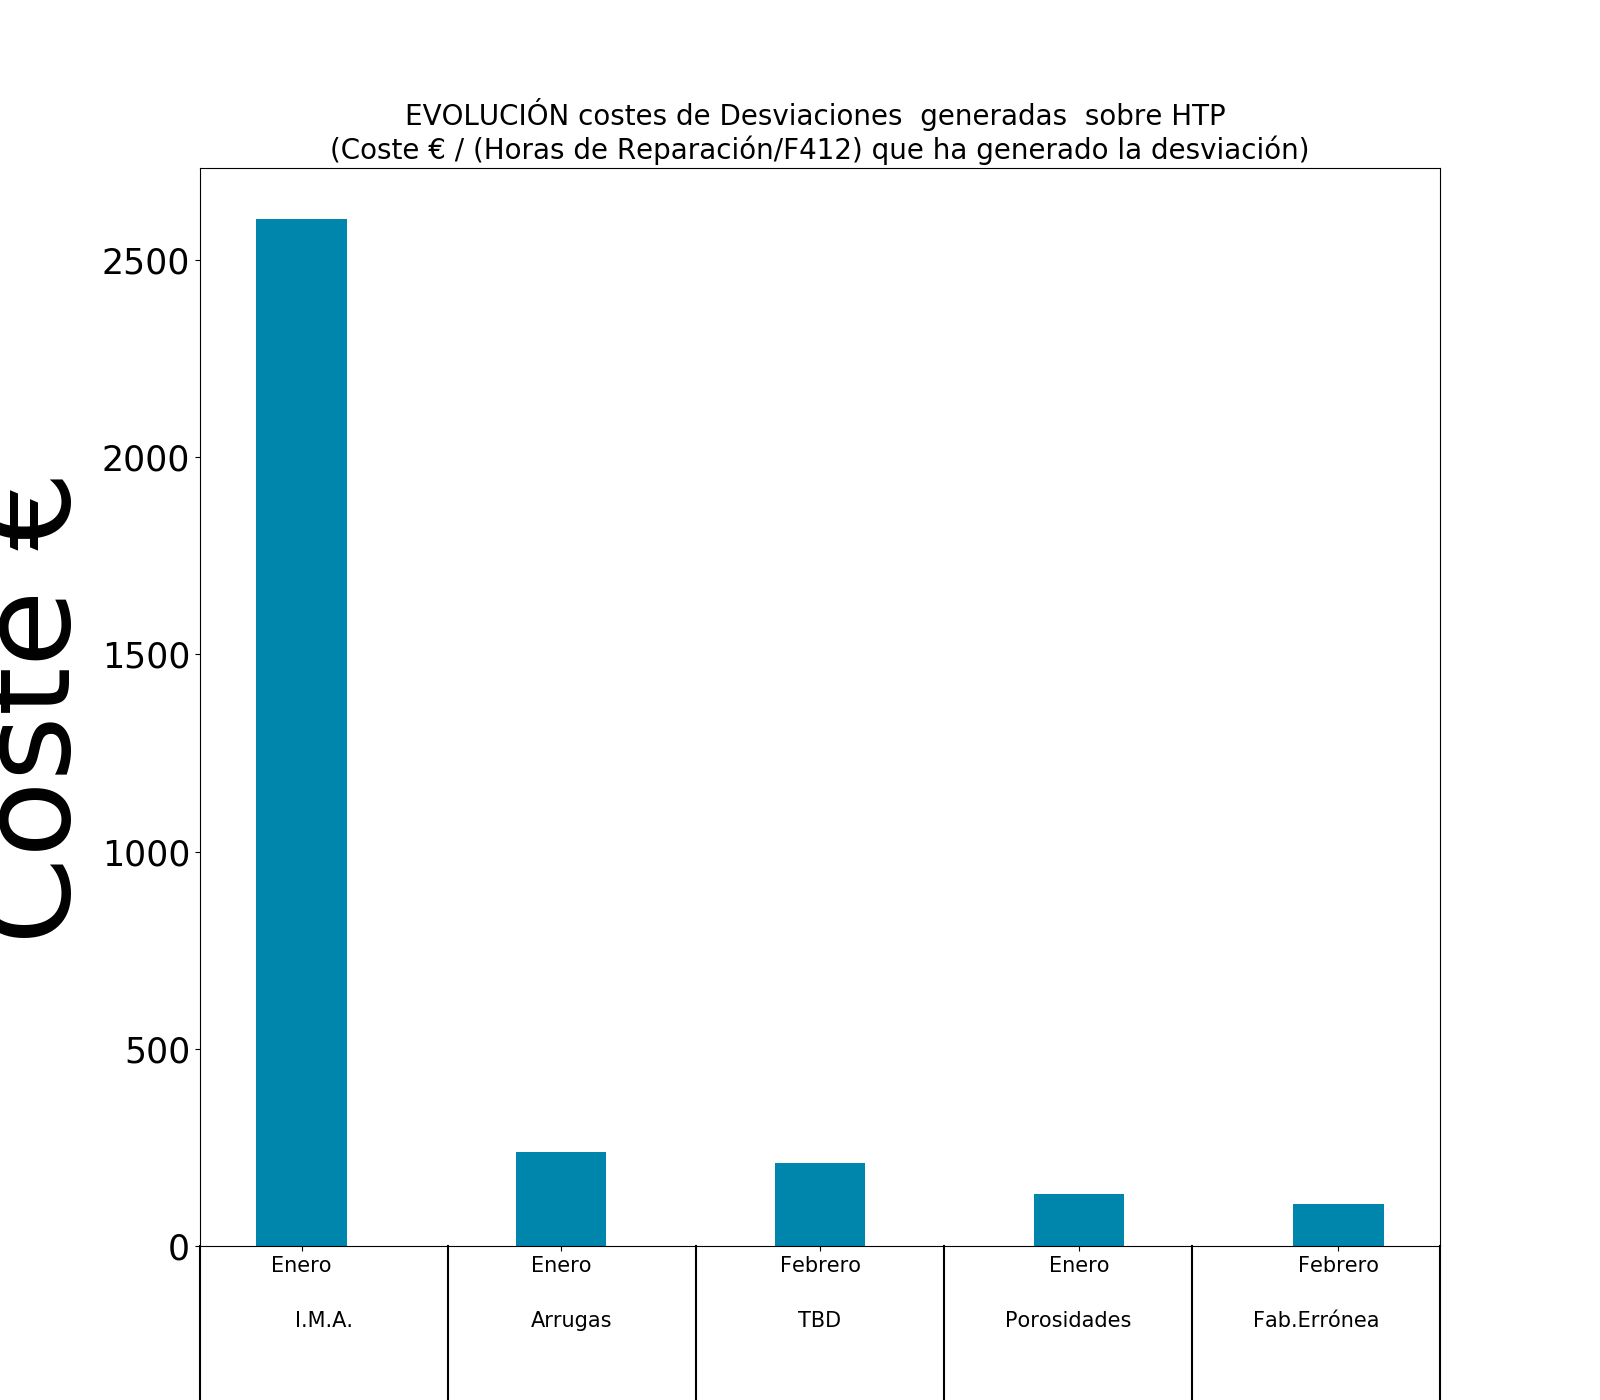 EVOLUCIÓN costes de Desviaciones  generadas  sobre HTP
(Coste € / (Horas de Reparación/F412) que ha generado la desviación)
Coste €
2500
2000
1500
1000
500
0
Enero Enero Febrero Enero Febrero
I.M.A. Arrugas TBD Porosidades Fab.Errónea